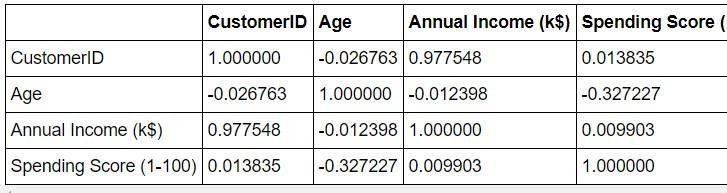 CustomerID Age Annual Income (k$) Spending Score (
CustomerID 1.000000 -0.026763 0.977548 0.013835
Age -0.026763 1.000000 -0.012398 -0.327227
Annual Income (k$) 0.977548 -0.012398 1.000000 0.009903
Spending Score (1-100) 0.013835 -0.327227 0.009903 1.000000